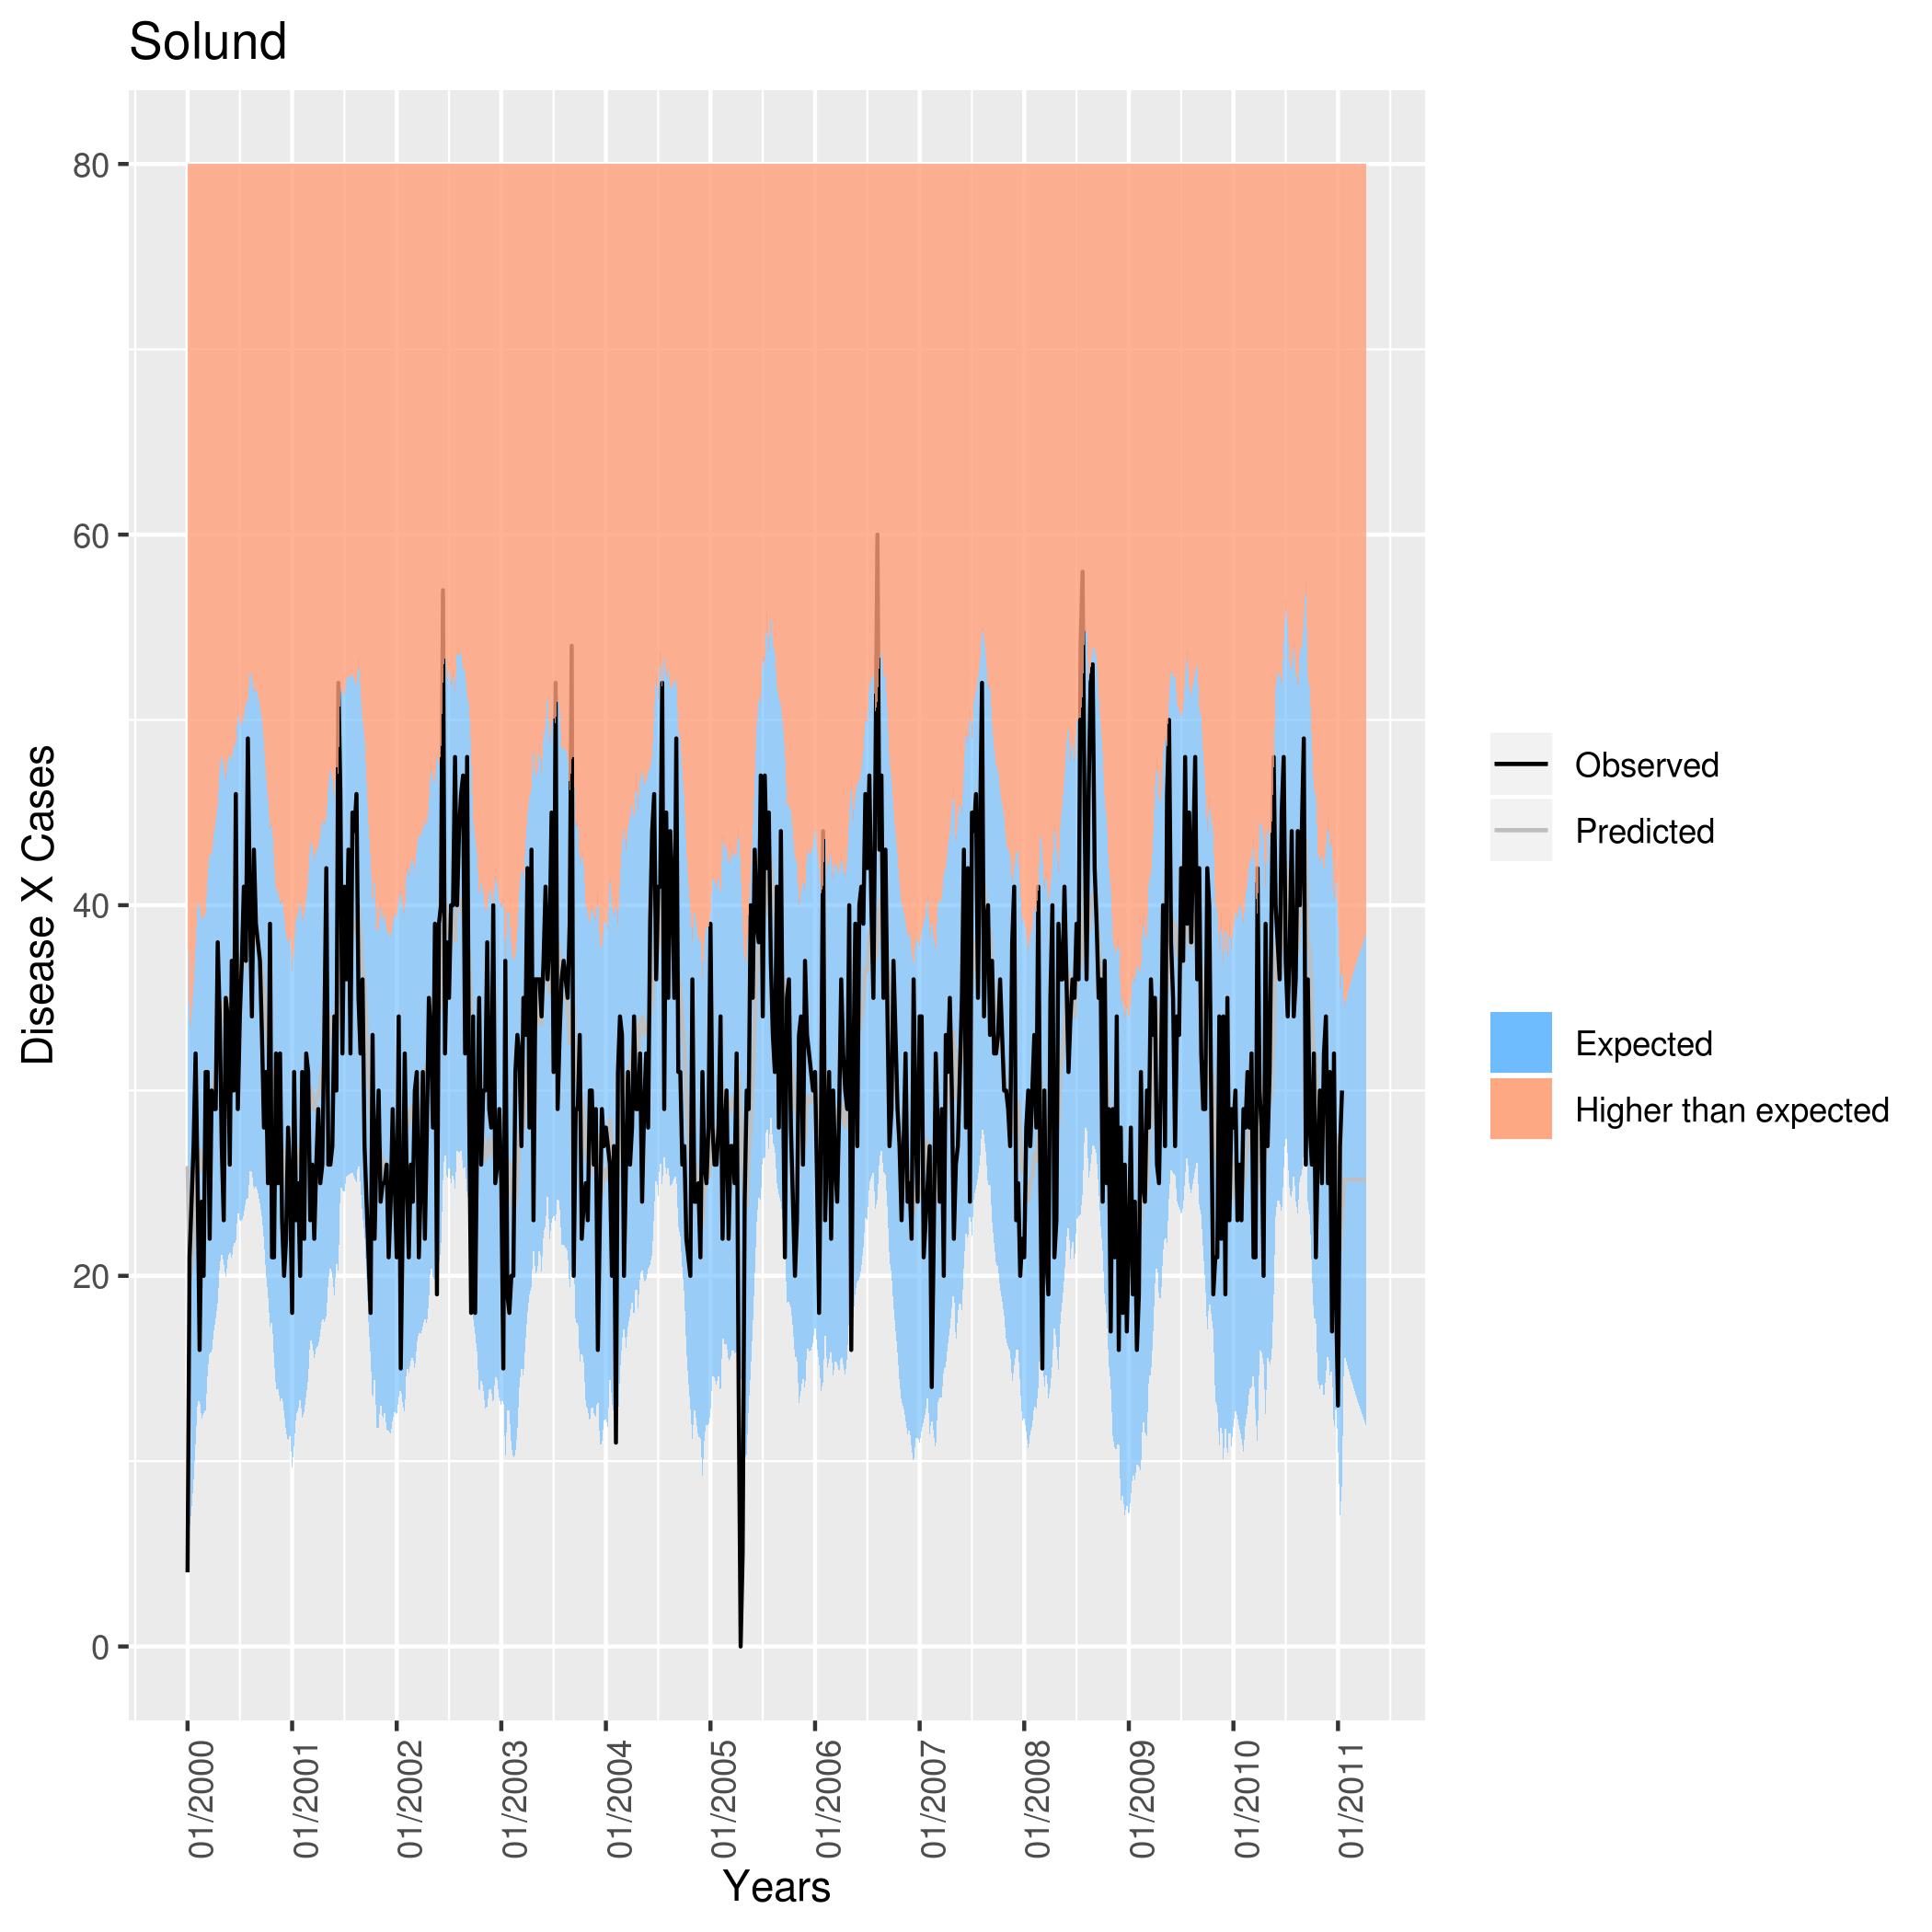 Solund
80
60
40
20
0
Disease X Cases
01/2000
01/2001
01/2002
01/2003
01/2004
01/2005
01/2006
01/2007
01/2008
01/2009
01/2010
01/2011
Years
Observed
Predicted
Expected
Higher than expected